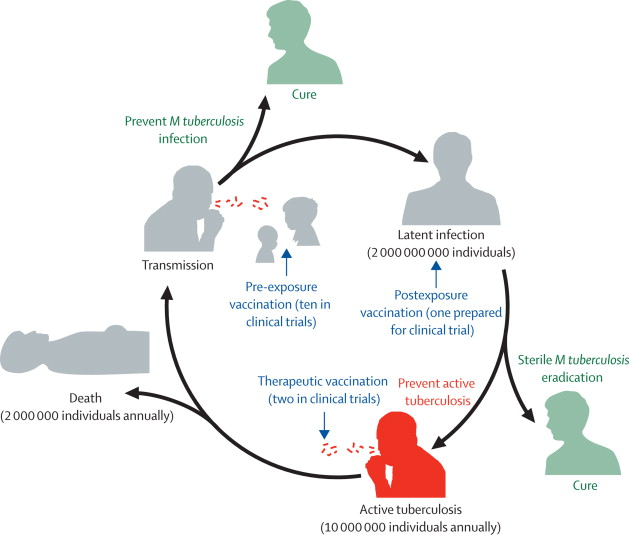 Cure
Prevent M tuberculosis
infection
Transmission
Latent infection
(2 000 000 000 individuals)
Pre-exposure
vaccination (ten in
clinical trials)
Postexposure
vaccination (one prepared
for clinical trial)
Sterile M tuberculosis
eradication
Therapeutic vaccination
(two in clinical trials)
Prevent active
tuberculosis
Death
(2 000 000 individuals annually)
Cure
Active tuberculosis
(10 000 000 individuals annually)